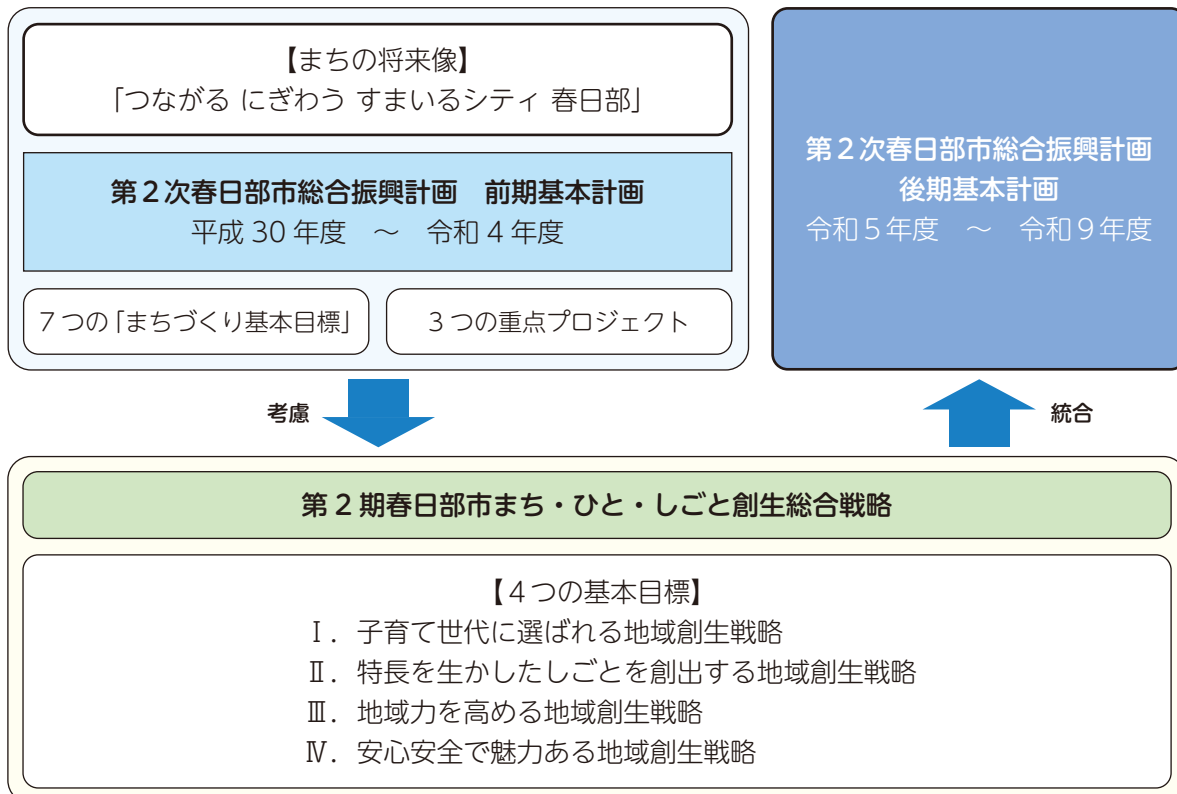 【まちの将来像】
「つながる にぎわう すまいるシティ 春日部」
第2次春日部市総合振興計画　前期基本計画
平成 30 年度　～　令和 4 年度
7つの「まちづくり基本目標」
3つの重点プロジェクト
第2次春日部市総合振興計画
後期基本計画
令和5年度　～　令和9年度
考慮
統合
第2期春日部市まち・ひと・しごと創生総合戦略
【4つの基本目標】
Ⅰ．子育て世代に選ばれる地域創生戦略
Ⅱ．特長を生かしたしごとを創出する地域創生戦略
Ⅲ．地域力を高める地域創生戦略
Ⅳ．安心安全で魅力ある地域創生戦略